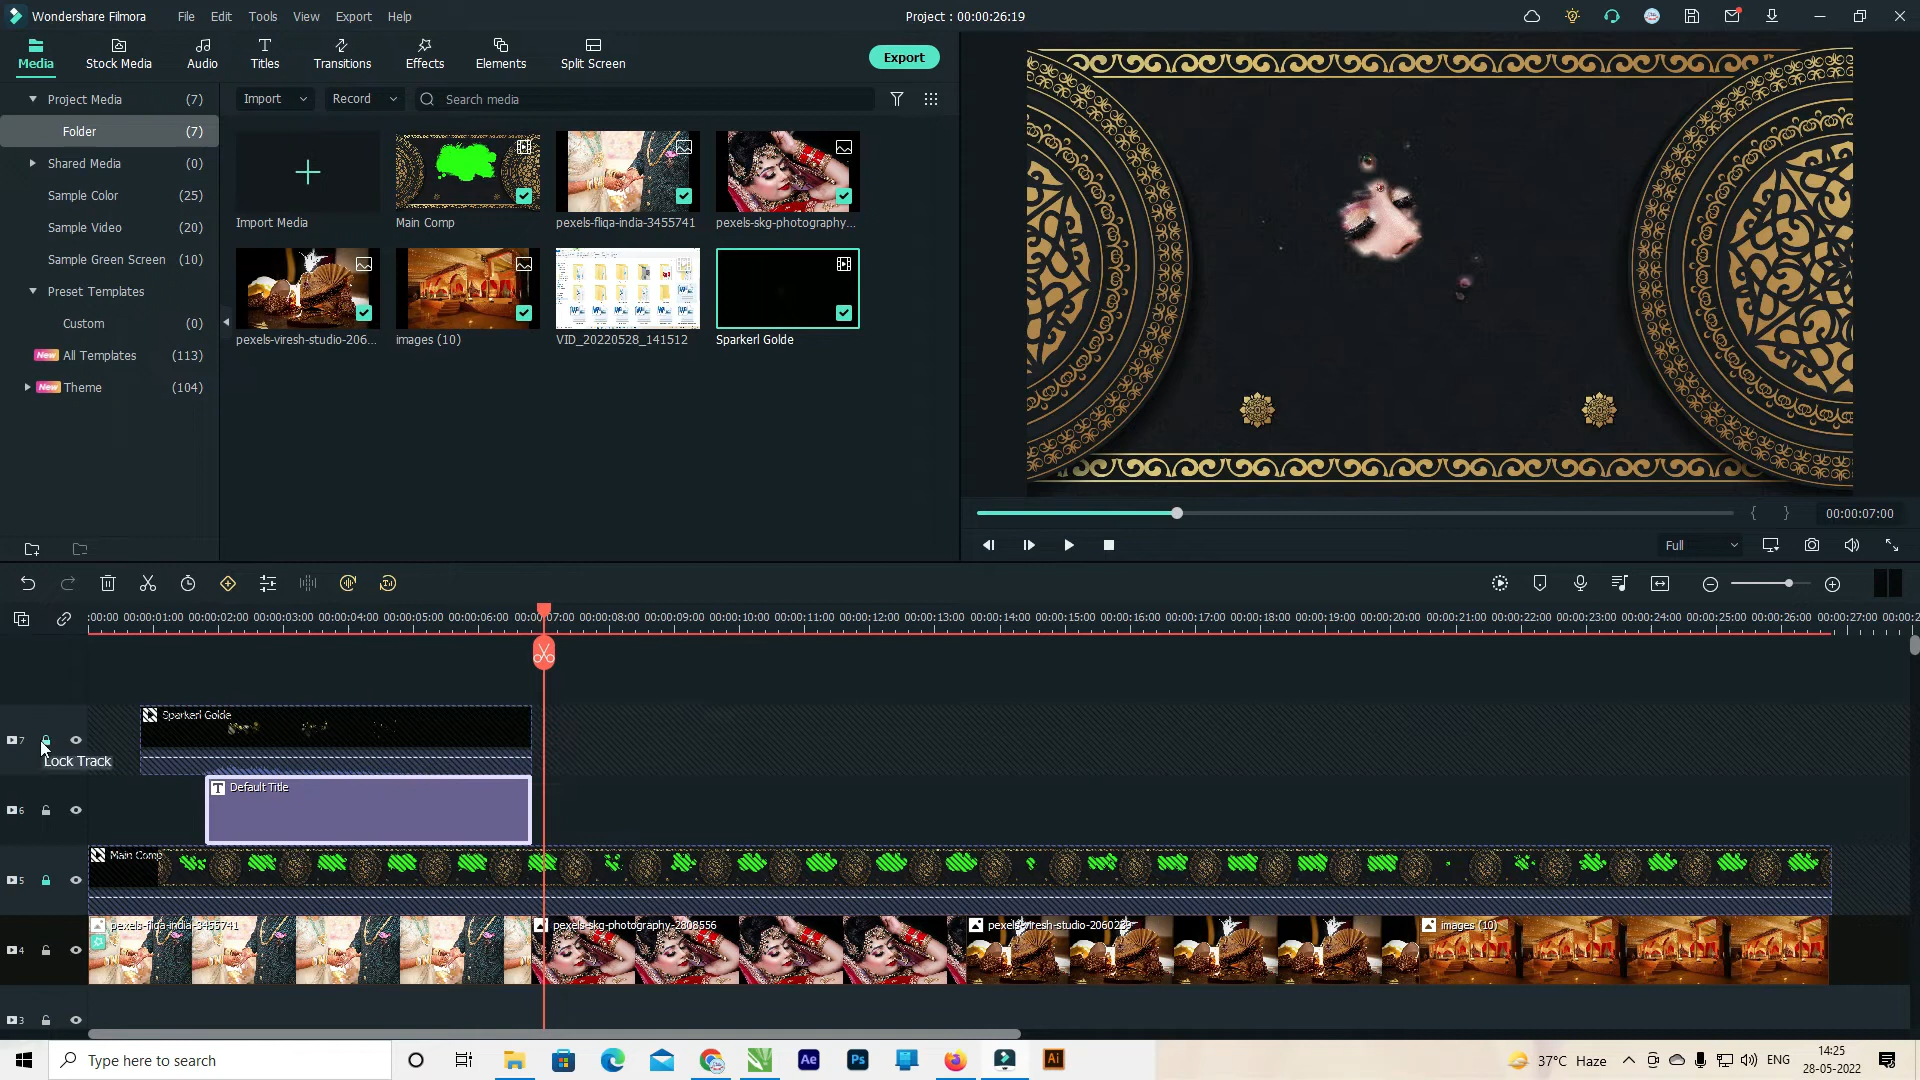 Wondershare Filmora File Edit Tools View Export Help Project : 00:00:26:19
Media Stock Media Audio Titles Transitions Effects Elements Split Screen Export
Project Media (7) Import Record Search media
Folder (7)
Shared Media (0)
Sample Color (25)
Sample Video (20)
Sample Green Screen (10)
Preset Templates
Custom (0)
New All Templates (113)
New Theme (104)
Import Media Main Comp pexels-fliqa-india-3455741 pexels-skg-photography...
pexels-viresh-studio-206... images (10) VID_20220528_141512 Sparkerl Golde
00:00:07:00
Full
:00:00 00:00:01:00 00:00:02:00 00:00:03:00 00:00:04:00 00:00:05:00 00:00:06:00 00:00:07:00 00:00:08:00 00:00:09:00 00:00:10:00 00:00:11:00 00:00:12:00 00:00:13:00 00:00:14:00 00:00:15:00 00:00:16:00 00:00:17:00 00:00:18:00 00:00:19:00 00:00:20:00 00:00:21:00 00:00:22:00 00:00:23:00 00:00:24:00 00:00:25:00 00:00:26:00 00:00:27:00 00:00:2
Sparkerl Golde
7
Lock Track
Default Title
6
Main Comp
5
pexels-fliqa-india-3455741 pexels-skg-photography-2808556 pexels-viresh-studio-2060239 images (10)
4
3
Type here to search Ae Ps Ai 37°C Haze ENG 14:25
28-05-2022